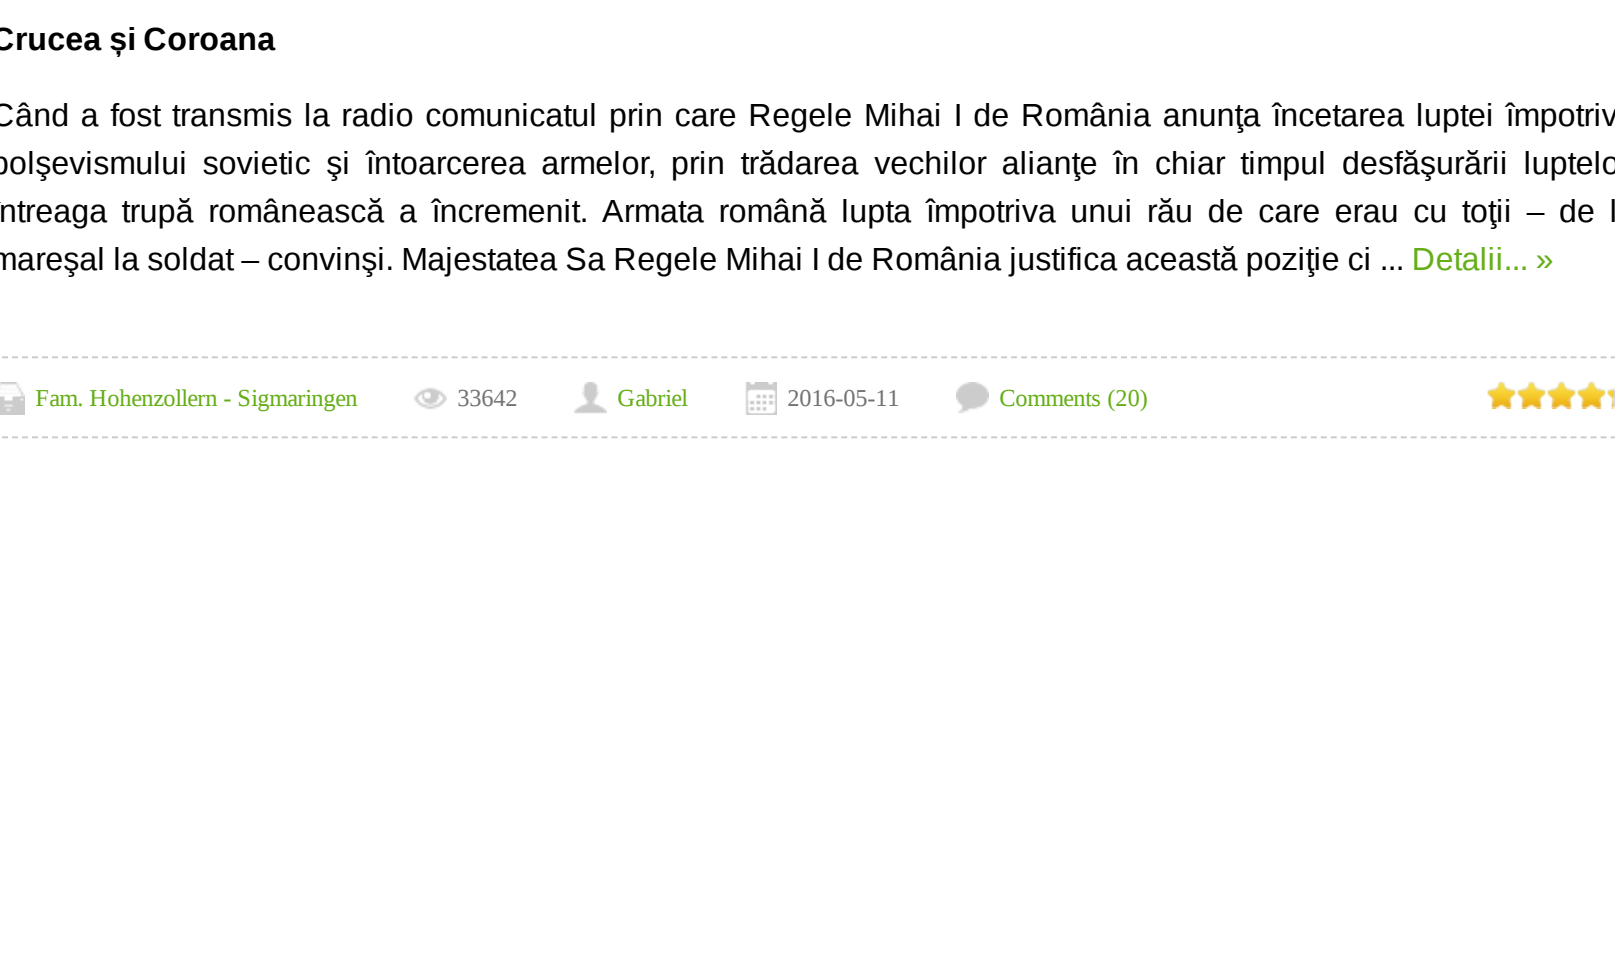 Crucea și Coroana
Când a fost transmis la radio comunicatul prin care Regele Mihai I de România anunţa încetarea luptei împotriv
bolşevismului sovietic şi întoarcerea armelor, prin trădarea vechilor alianţe în chiar timpul desfăşurării luptelo
întreaga trupă românească a încremenit. Armata română lupta împotriva unui rău de care erau cu toţii – de l
mareşal la soldat – convinşi. Majestatea Sa Regele Mihai I de România justifica această poziţie ci ... Detalii... »
Fam. Hohenzollern - Sigmaringen 33642 Gabriel 2016-05-11 Comments (20)